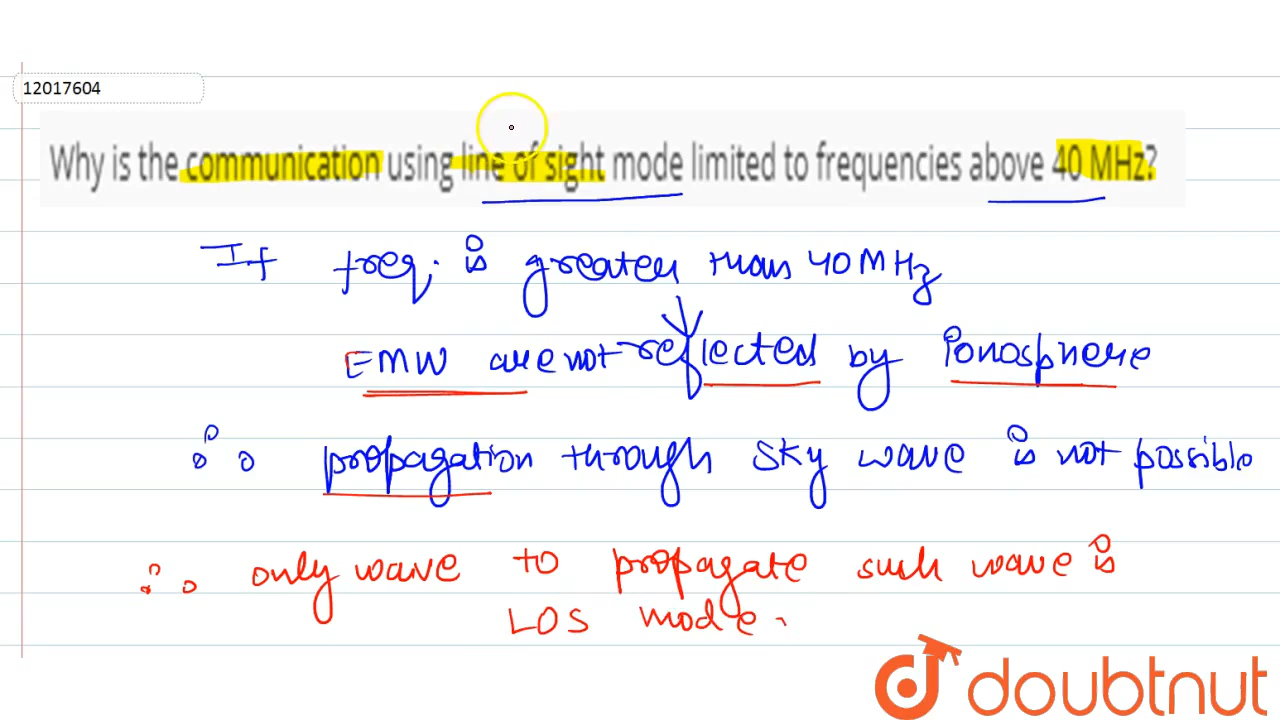 12017604
Why is the communication using line of sight mode limited to frequencies above 40 MHz?
If freq. is greater than 40MHz
EMW are not reflected by Ionosphere
∴ propagation through sky wave is not possible
∴ only wave to propagate such wave is
LOS mode.
doubtnut